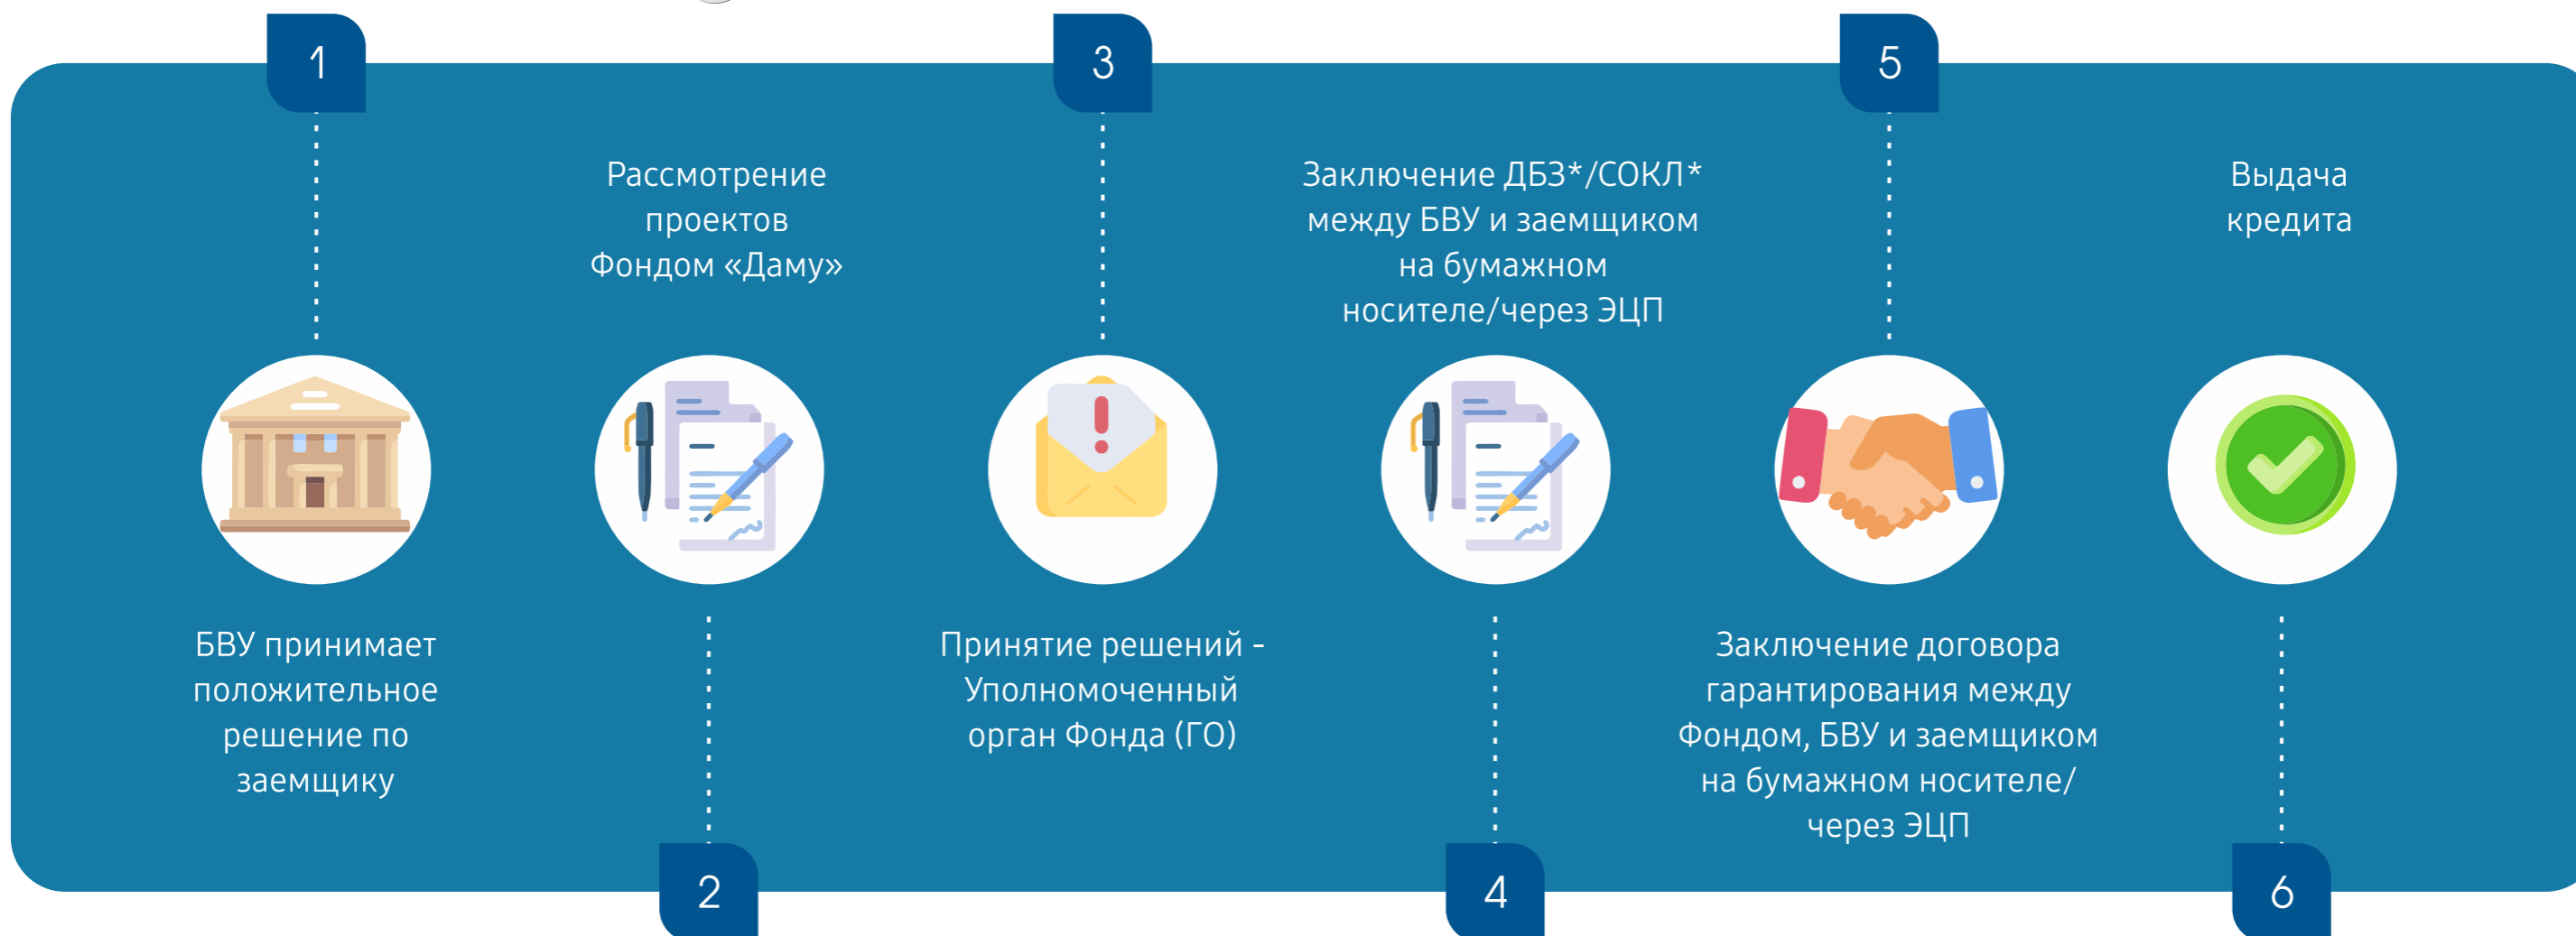 1
БВУ принимает
положительное
решение по
заемщику
2
Рассмотрение
проектов
Фондом «Даму»
3
Принятие решений -
Уполномоченный
орган Фонда (ГО)
4
Заключение ДБЗ*/СОКЛ*
между БВУ и заемщиком
на бумажном
носителе/через ЭЦП
5
Заключение договора
гарантирования между
Фондом, БВУ и заемщиком
на бумажном носителе/
через ЭЦП
6
Выдача
кредита